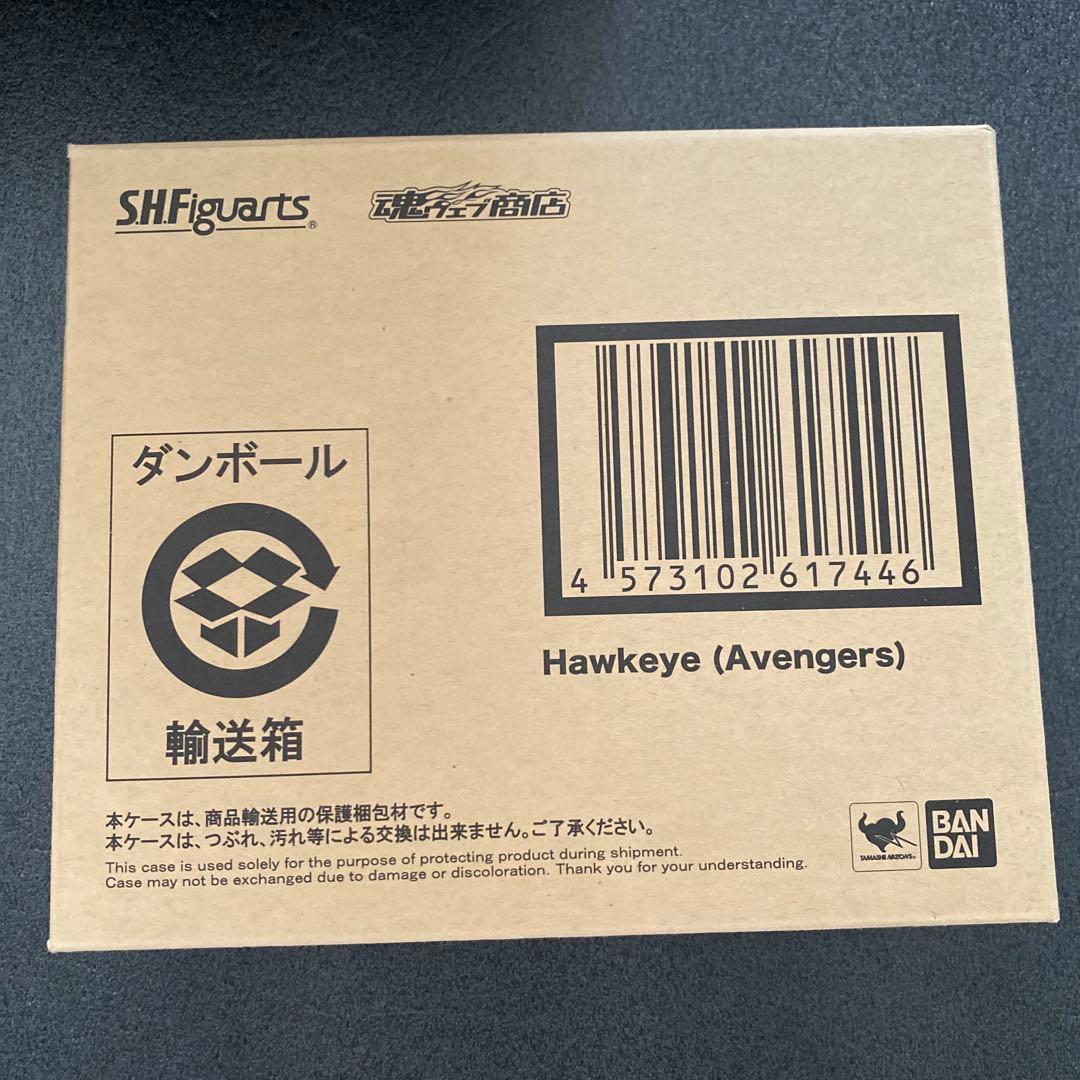 S.H.Figuarts®
魂ウェブ商店
4 573102 617446
Hawkeye (Avengers)
ダンボール
輸送箱
本ケースは、商品輸送用の保護梱包材です。
本ケースは、つぶれ、汚れ等による交換は出来ません。ご了承ください。
This case is used solely for the purpose of protecting product during shipment.
Case may not be exchanged due to damage or discoloration. Thank you for your understanding.
TAMASHII NATIONS
BAN
DAI